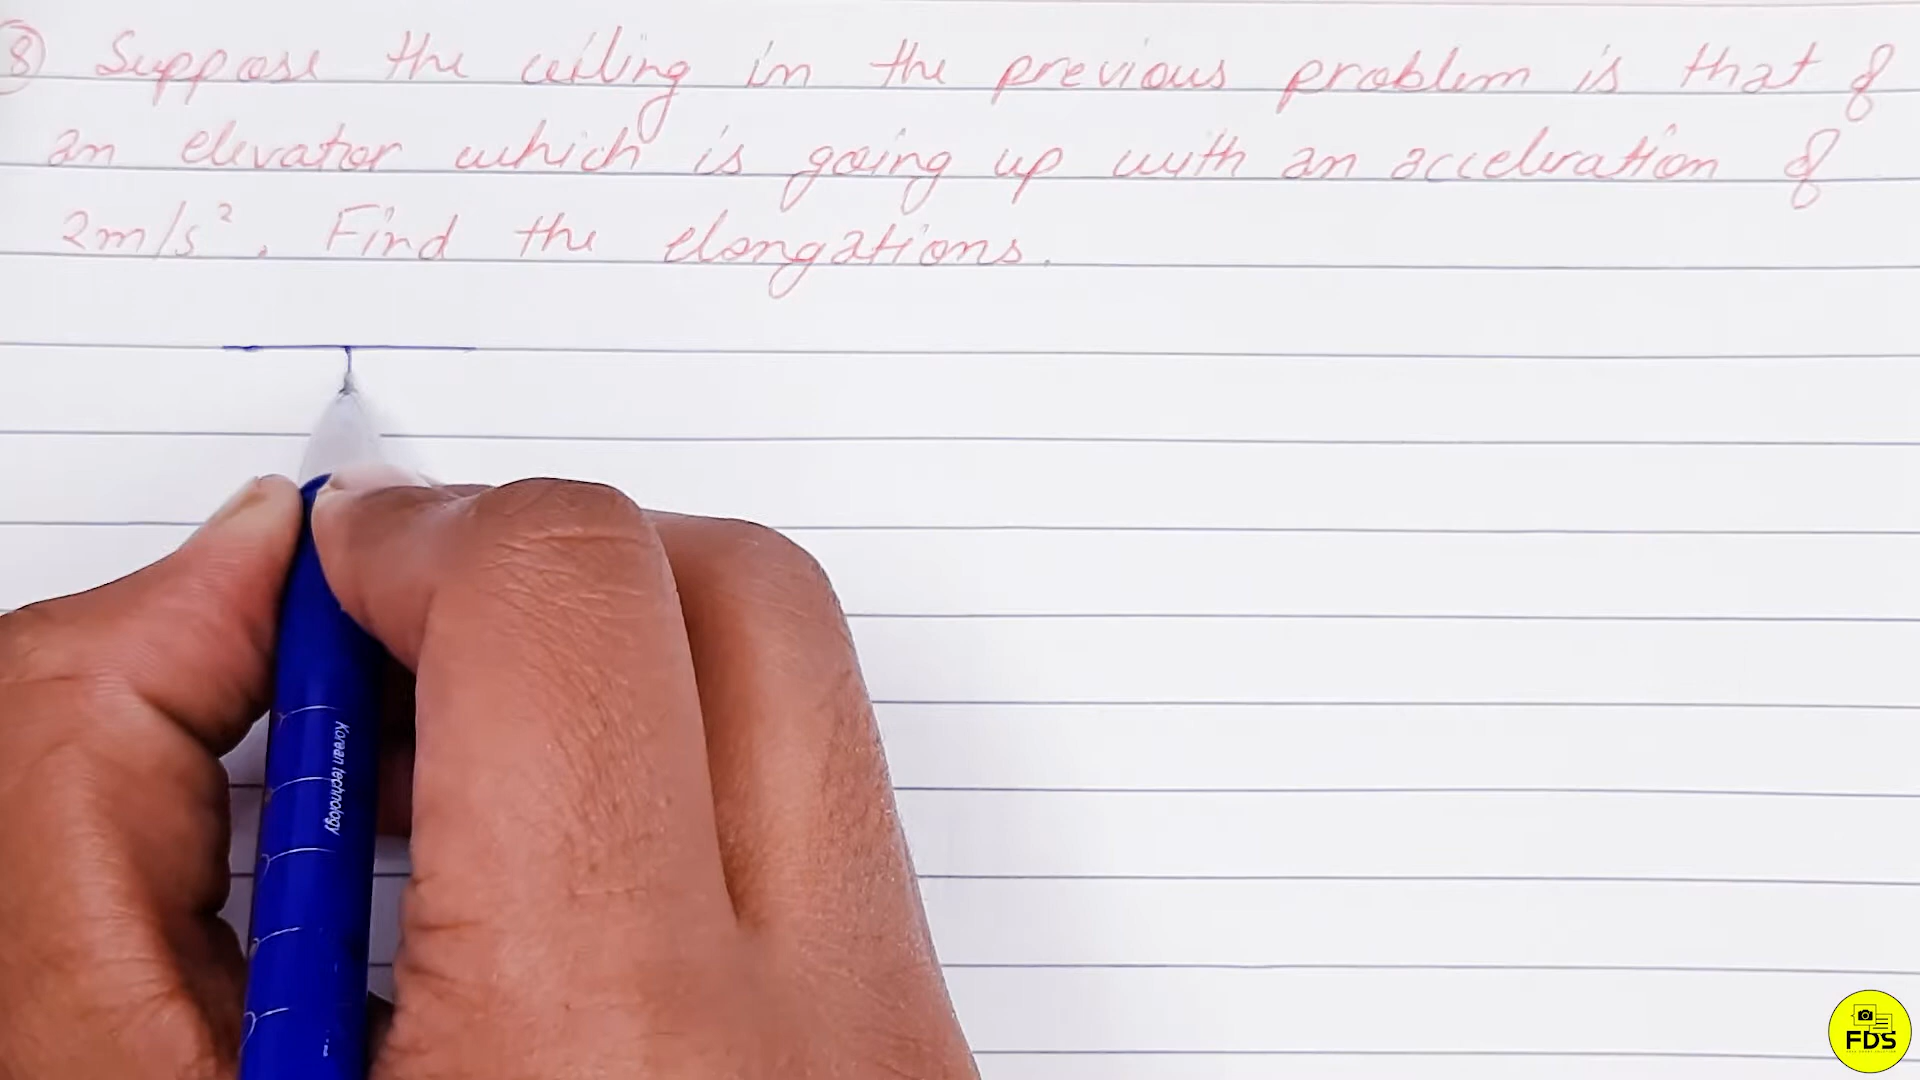 8) Suppose the ceiling in the previous problem is that of
an elevator which is going up with an acceleration of
2m/s². Find the elongations.
Korean technology
FDS